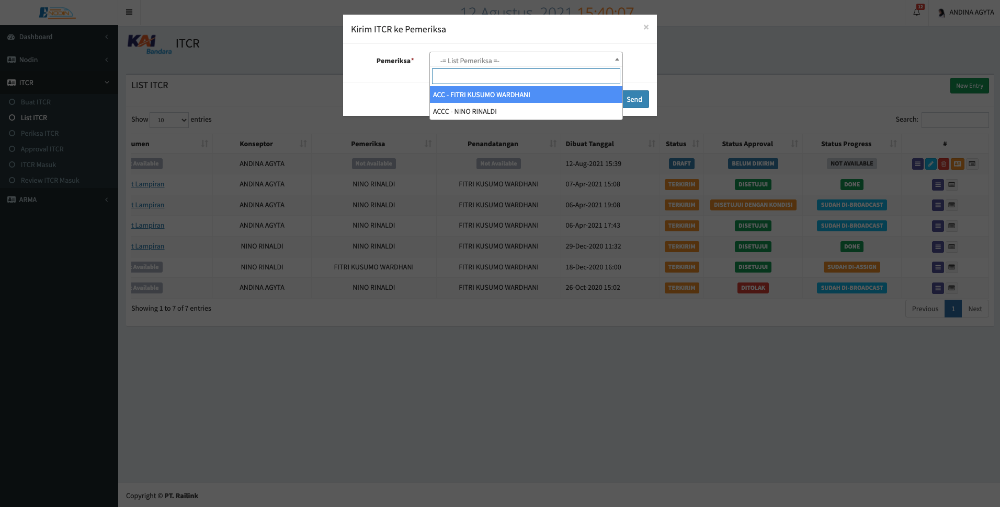 NODIN
12 Agustus 2021 15:40:07
12
ANDINA AGYTA
Dashboard
Nodin
ITCR
Buat ITCR
List ITCR
Periksa ITCR
Approval ITCR
ITCR Masuk
Review ITCR Masuk
ARMA
KAI Bandara
ITCR
Kirim ITCR ke Pemeriksa
×
Pemeriksa*
-= List Pemeriksa =-
ACC - FITRI KUSUMO WARDHANI
ACCC - NINO RINALDI
Send
LIST ITCR
New Entry
Show 10 entries
Search:
umen Konseptor Pemeriksa Penandatangan Dibuat Tanggal Status Status Approval Status Progress #
Available ANDINA AGYTA Not Available Not Available 12-Aug-2021 15:39 DRAFT BELUM DIKIRIM NOT AVAILABLE
t Lampiran ANDINA AGYTA NINO RINALDI FITRI KUSUMO WARDHANI 07-Apr-2021 15:08 TERKIRIM DISETUJUI DONE
t Lampiran ANDINA AGYTA NINO RINALDI FITRI KUSUMO WARDHANI 06-Apr-2021 19:08 TERKIRIM DISETUJUI DENGAN KONDISI SUDAH DI-BROADCAST
t Lampiran ANDINA AGYTA NINO RINALDI FITRI KUSUMO WARDHANI 06-Apr-2021 17:43 TERKIRIM DISETUJUI SUDAH DI-BROADCAST
t Lampiran NINO RINALDI NINO RINALDI FITRI KUSUMO WARDHANI 29-Dec-2020 11:32 TERKIRIM DISETUJUI DONE
Available NINO RINALDI FITRI KUSUMO WARDHANI FITRI KUSUMO WARDHANI 18-Dec-2020 16:00 TERKIRIM DISETUJUI SUDAH DI-ASSIGN
Available ANDINA AGYTA NINO RINALDI FITRI KUSUMO WARDHANI 26-Oct-2020 15:02 TERKIRIM DITOLAK SUDAH DI-BROADCAST
Showing 1 to 7 of 7 entries
Previous 1 Next
Copyright © PT. Railink